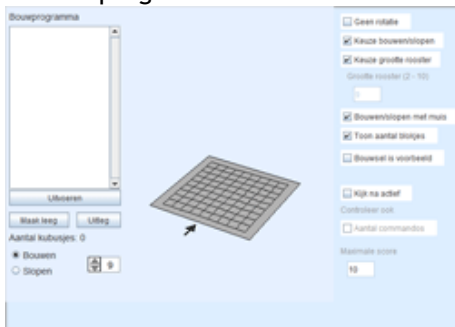 Bouwprogramma
Uitvoeren
Maak leeg
Uitleg
Aantal kubusjes: 0
Bouwen
Slopen
9
Geen rotatie
Keuze bouwen/slopen
Keuze grootte rooster
Grootte rooster (2 - 10)
Bouwen/slopen met muis
Toon aantal blokjes
Bouwsel is voorbeeld
Kijk na actief
Controleer ook
Aantal commandos
Maximale score
10